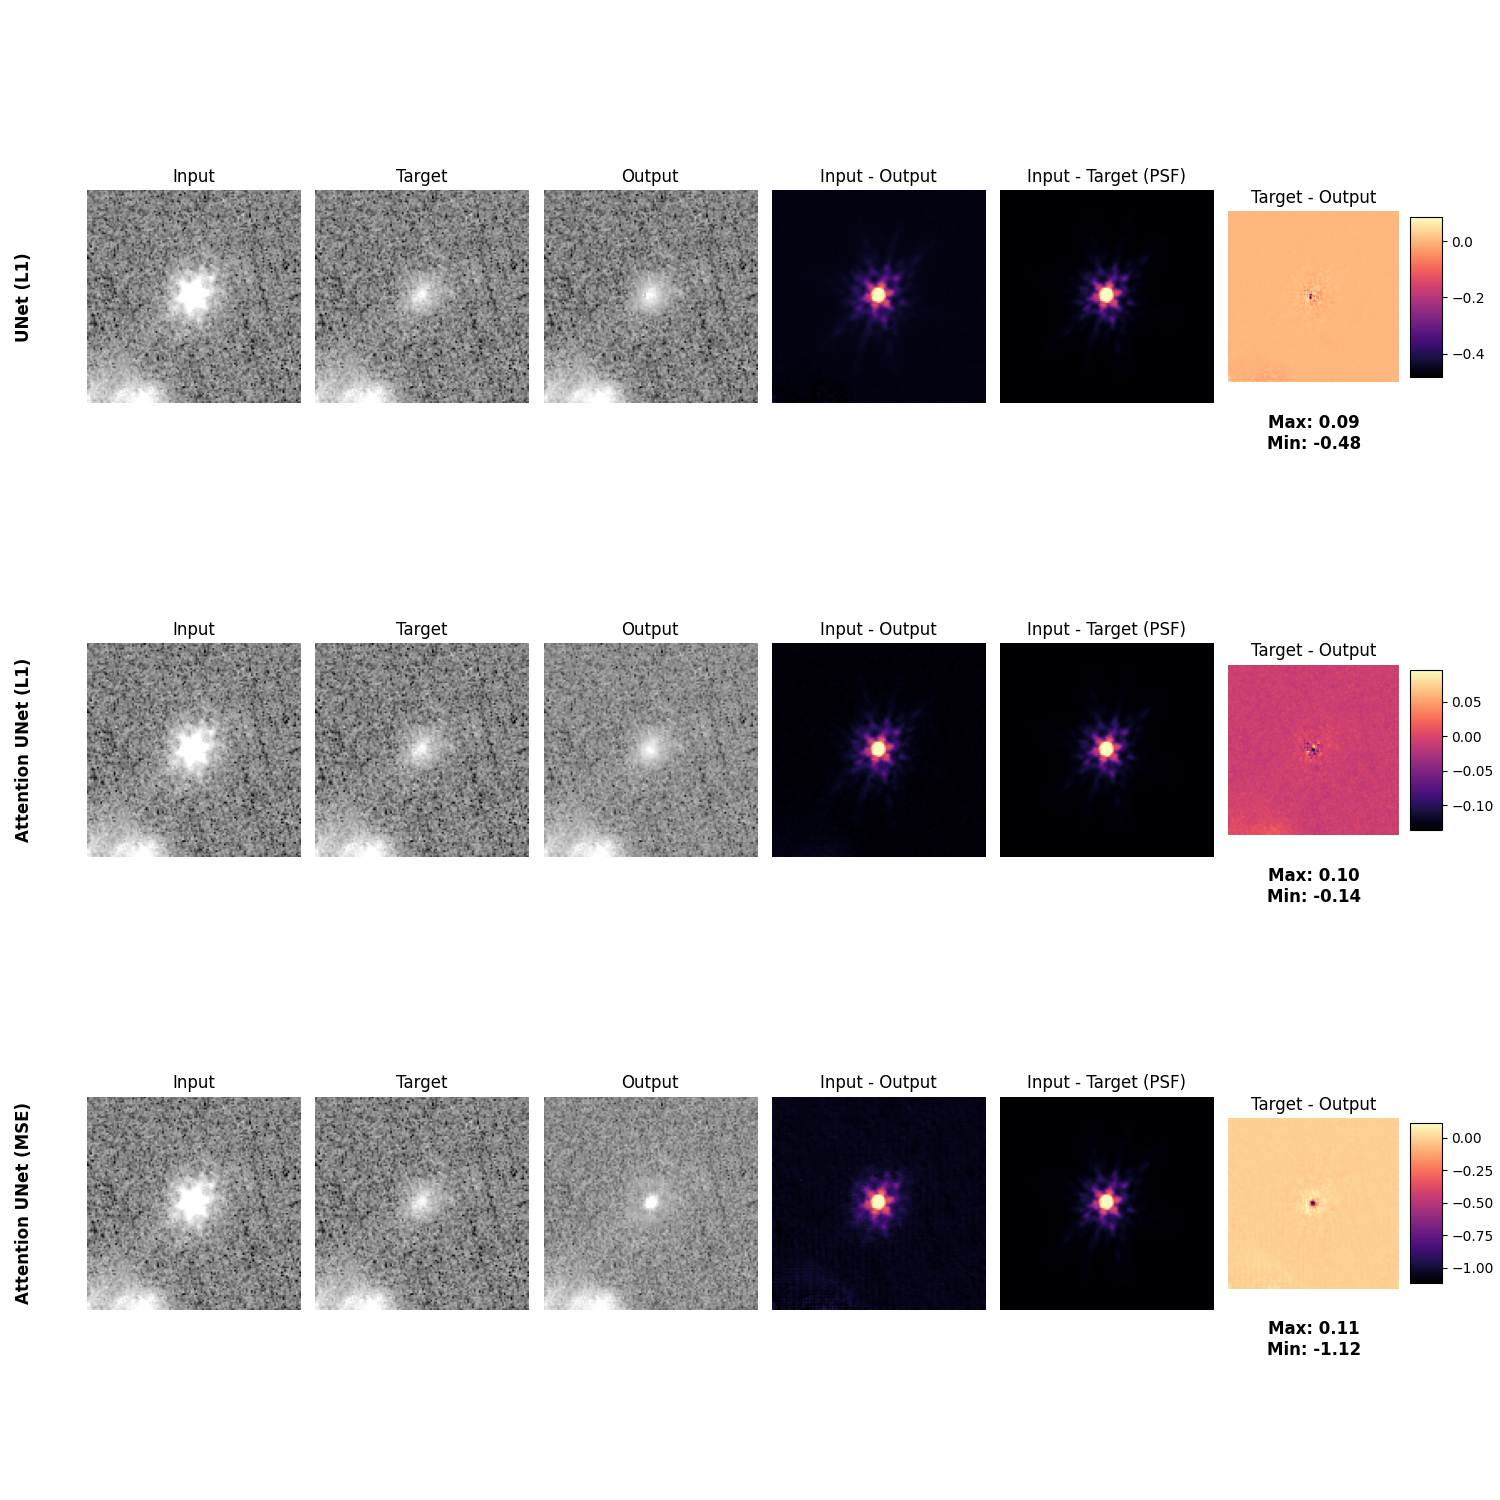 UNet (L1)
Input
Target
Output
Input - Output
Input - Target (PSF)
Target - Output
0.0
−0.2
−0.4
Max: 0.09
Min: -0.48
Attention UNet (L1)
Input
Target
Output
Input - Output
Input - Target (PSF)
Target - Output
0.05
0.00
−0.05
−0.10
Max: 0.10
Min: -0.14
Attention UNet (MSE)
Input
Target
Output
Input - Output
Input - Target (PSF)
Target - Output
0.00
−0.25
−0.50
−0.75
−1.00
Max: 0.11
Min: -1.12